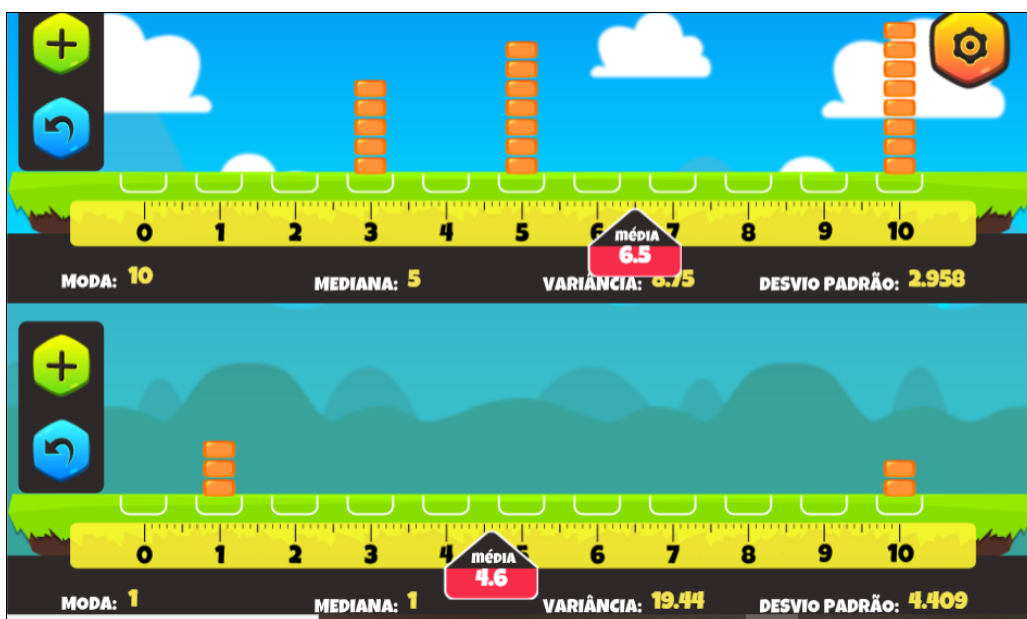 0 1 2 3 4 5 6 7 8 9 10
MÉDIA
6.5
MODA: 10 MEDIANA: 5 VARIÂNCIA: 8.75 DESVIO PADRÃO: 2.958
0 1 2 3 4 5 6 7 8 9 10
MÉDIA
4.6
MODA: 1 MEDIANA: 1 VARIÂNCIA: 19.44 DESVIO PADRÃO: 4.409